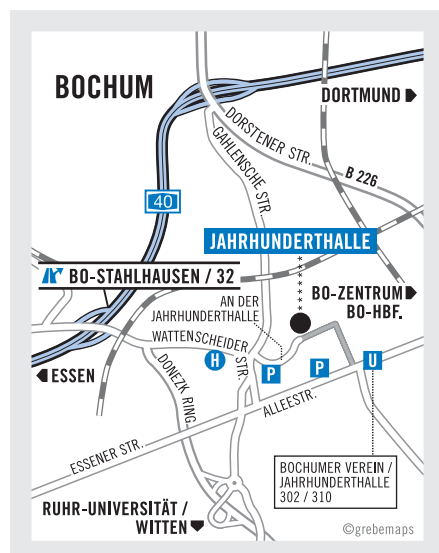 BOCHUM
DORTMUND
DORSTENER STR.
GAHLENSCHE STR.
B 226
40
JAHRHUNDERTHALLE
BO-STAHLHAUSEN / 32
AN DER
JAHRHUNDERTHALLE
BO-ZENTRUM
BO-HBF.
WATTENSCHEIDER
STR.
H
P
P
U
ESSEN
DONEZK RING
ALLEESTR.
ESSENER STR.
BOCHUMER VEREIN /
JAHRHUNDERTHALLE
302 / 310
RUHR-UNIVERSITÄT /
WITTEN
©grebemaps